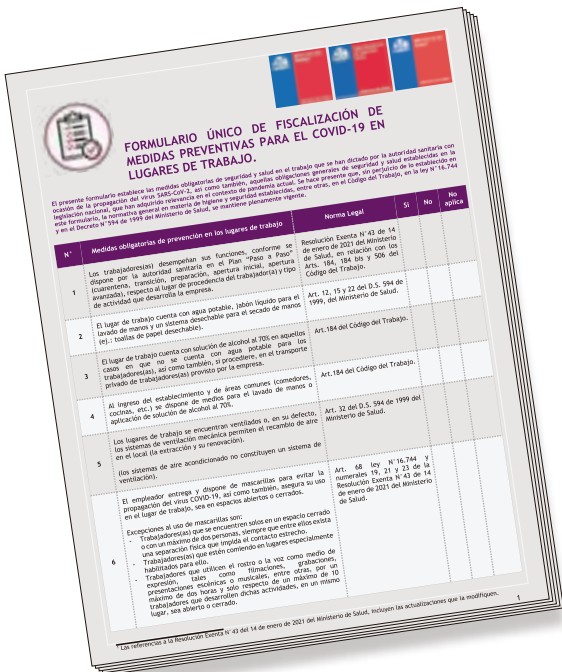 FORMULARIO ÚNICO DE FISCALIZACIÓN DE
MEDIDAS PREVENTIVAS PARA EL COVID-19 EN
LUGARES DE TRABAJO.
El presente formulario establece las medidas obligatorias de seguridad y salud en el trabajo que se han dictado por la autoridad sanitaria con
ocasión de la propagación del virus SARS-CoV-2, así como también, aquellas obligaciones generales de seguridad y salud establecidas en la
legislación nacional, que han adquirido relevancia en el contexto de pandemia actual. Se hace presente que, sin perjuicio de lo establecido en
este formulario, la normativa general en materia de higiene y seguridad establecidas, entre otras, en el Código del Trabajo, en la ley N°16.744
y en el Decreto N°594 de 1999 del Ministerio de Salud, se mantiene plenamente vigente.
N° Medidas obligatorias de prevención en los lugares de trabajo Norma Legal Si No No
aplica
1
Los trabajadores(as) desempeñan sus funciones, conforme se
dispone por la autoridad sanitaria en el Plan "Paso a Paso"
(cuarentena, transición, preparación, apertura inicial, apertura
avanzada), respecto al lugar de procedencia del trabajador(a) y tipo
de actividad que desarrolla la empresa.
Resolución Exenta N°43 de 14
de enero de 2021 del Ministerio
de Salud, en relación con los
Arts. 184, 184 bis y 506 del
Código del Trabajo.
2
El lugar de trabajo cuenta con agua potable, jabón líquido para el
lavado de manos y un sistema desechable para el secado de manos
(ej.: toallas de papel desechable).
Art. 12, 15 y 22 del D.S. 594 de
1999, del Ministerio de Salud.
3
El lugar de trabajo cuenta con solución de alcohol al 70% en aquellos
casos en que no se cuenta con agua potable para los
trabajadores(as), así como también, si procediere, en el transporte
privado de trabajadores(as) provisto por la empresa.
Art.184 del Código del Trabajo.
4
Al ingreso del establecimiento y de áreas comunes (comedores,
cocinas, etc.) se dispone de medios para el lavado de manos o
aplicación de solución de alcohol al 70%.
Art.184 del Código del Trabajo.
5
Los lugares de trabajo se encuentran ventilados o, en su defecto,
los sistemas de ventilación mecánica permiten el recambio de aire
en el local (la extracción y su renovación).
(los sistemas de aire acondicionado no constituyen un sistema de
ventilación).
Art. 32 del D.S. 594 de 1999 del
Ministerio de Salud.
6
El empleador entrega y dispone de mascarillas para evitar la
propagación del virus COVID-19, así como también, asegura su uso
en el lugar de trabajo, sea en espacios abiertos o cerrados.
Excepciones al uso de mascarillas son:
- Trabajadores(as) que se encuentren solos en un espacio cerrado
o con un máximo de dos personas, siempre que entre ellos exista
una separación física que impida el contacto estrecho.
- Trabajadores(as) que estén comiendo en lugares especialmente
habilitados para ello.
- Trabajadores que utilicen el rostro o la voz como medio de
expresión, tales como filmaciones, grabaciones,
presentaciones escénicas o musicales, entre otras, por un
máximo de dos horas y solo respecto de un máximo de 10
trabajadores que desarrollen dichas actividades, en un mismo
lugar, sea abierto o cerrado.
Art. 68 ley N°16.744 y
numerales 19, 21 y 23 de la
Resolución Exenta N°43 de 14
de enero de 2021 del Ministerio
de Salud.
* Las referencias a la Resolución Exenta N°43 del 14 de enero de 2021 del Ministerio de Salud, incluyen las actualizaciones que la modifiquen.
1